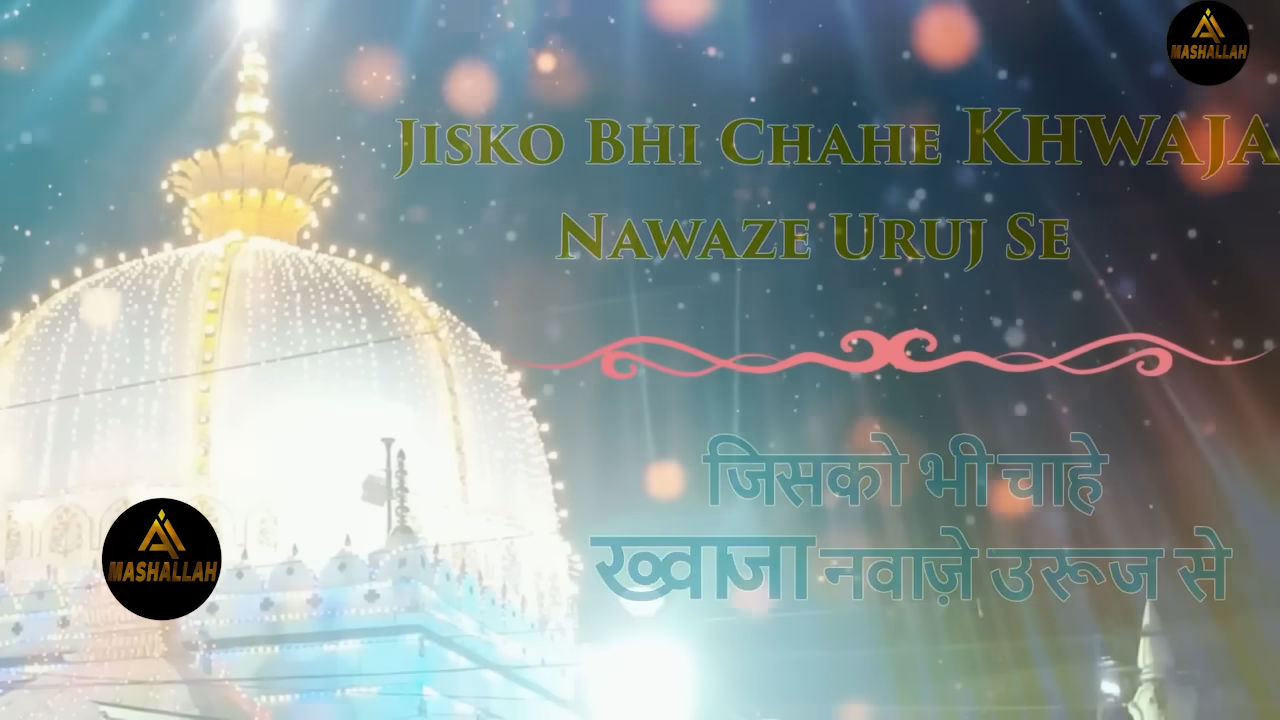 MASHALLAH
JISKO BHI CHAHE KHWAJA
NAWAZE URUJ SE
जिसको भी चाहे
ख्वाजा नवाज़े उरूज से
MASHALLAH